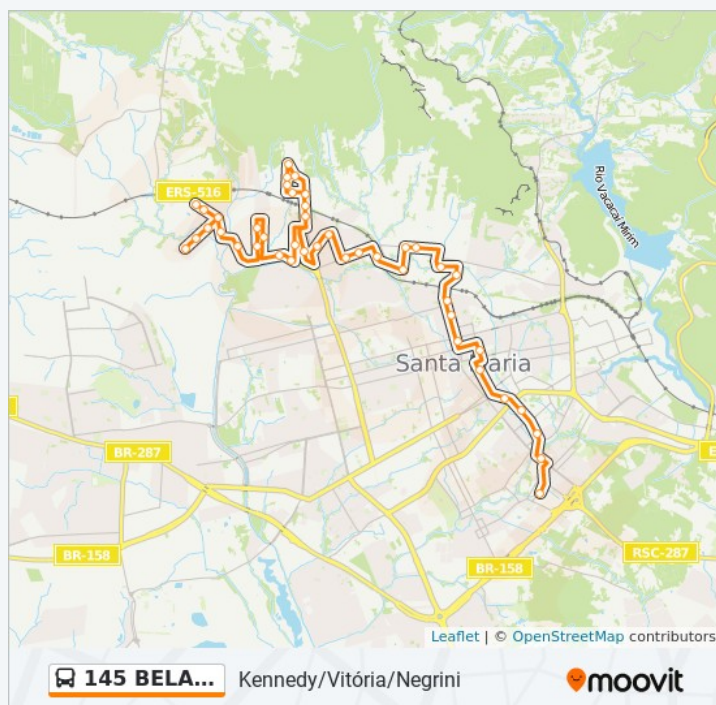 ERS-516
Rio Vacacaí Mirim
Santa Maria
BR-287
BR-158
BR-158
RSC-287
Leaflet | © OpenStreetMap contributors
145 BELA...
Kennedy/Vitória/Negrini
moovit